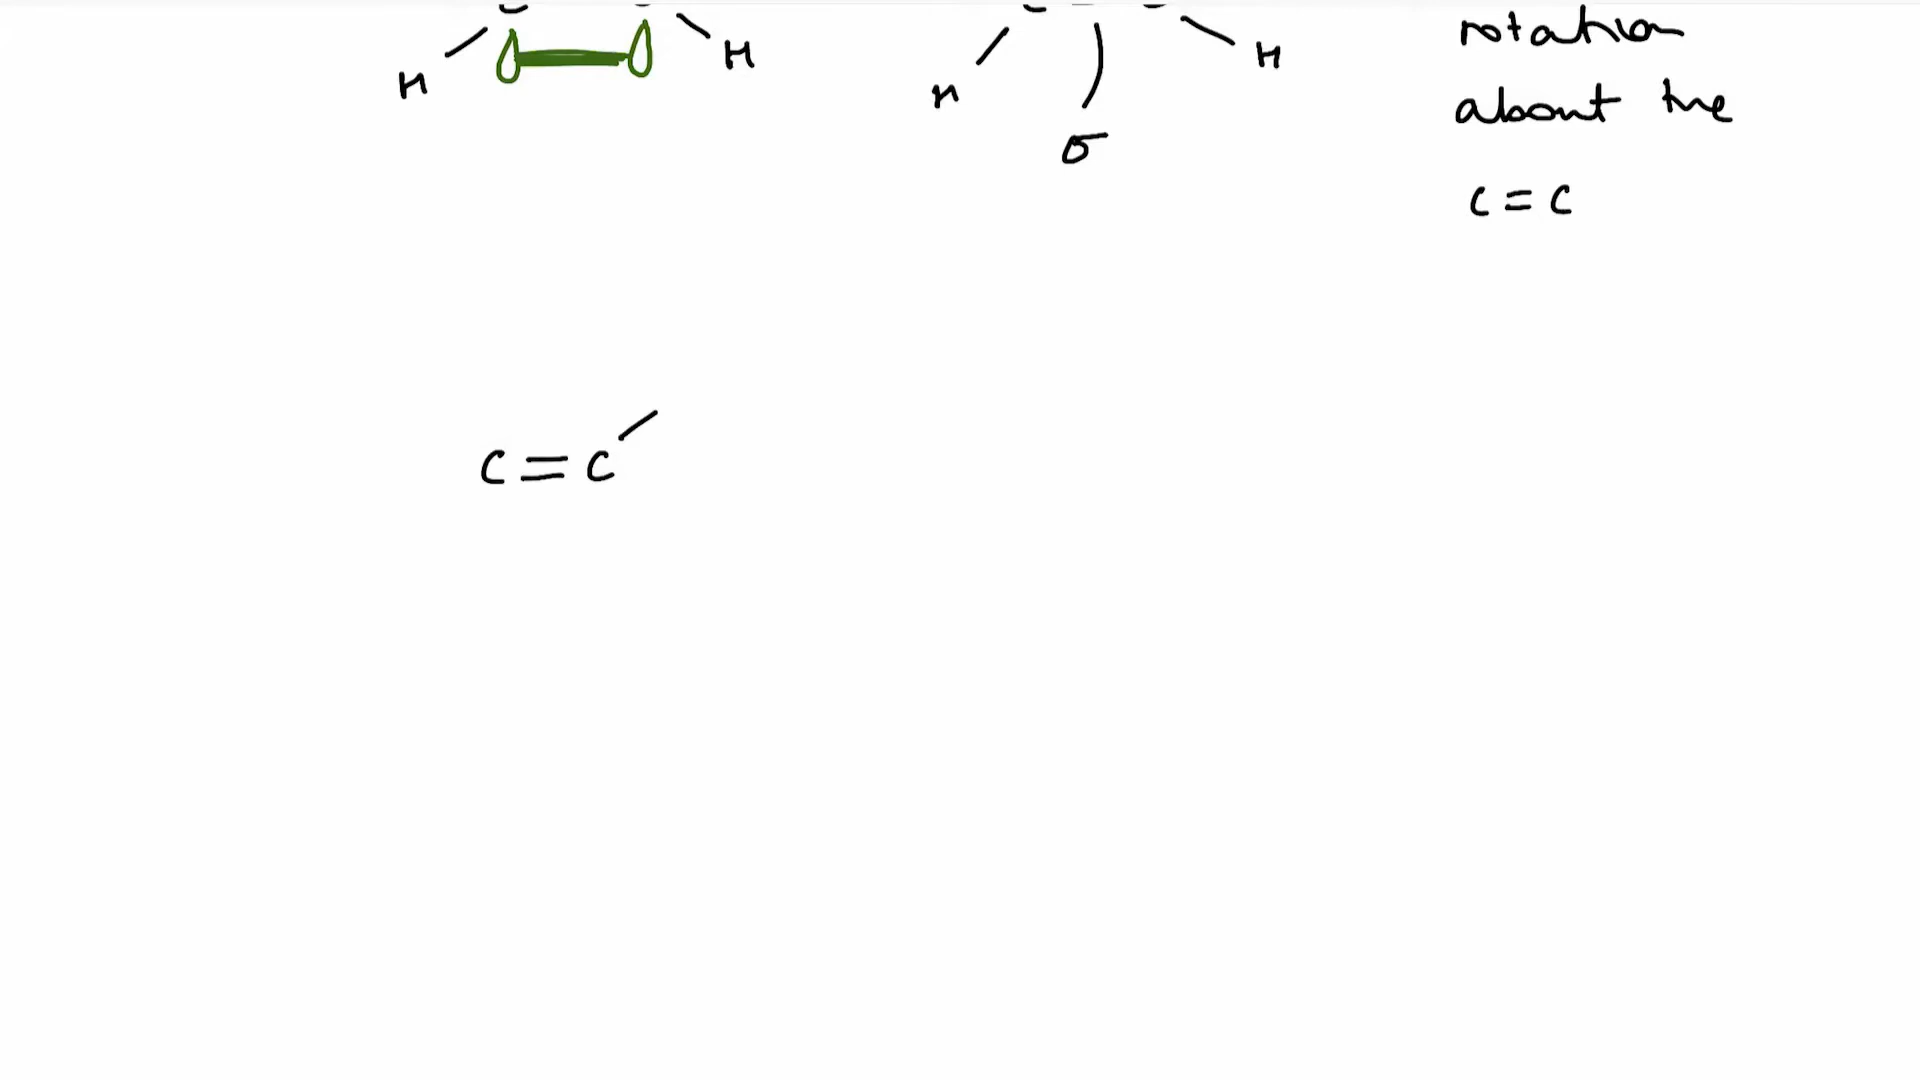 rotation
H H H H
about the
σ
C = C
C = C